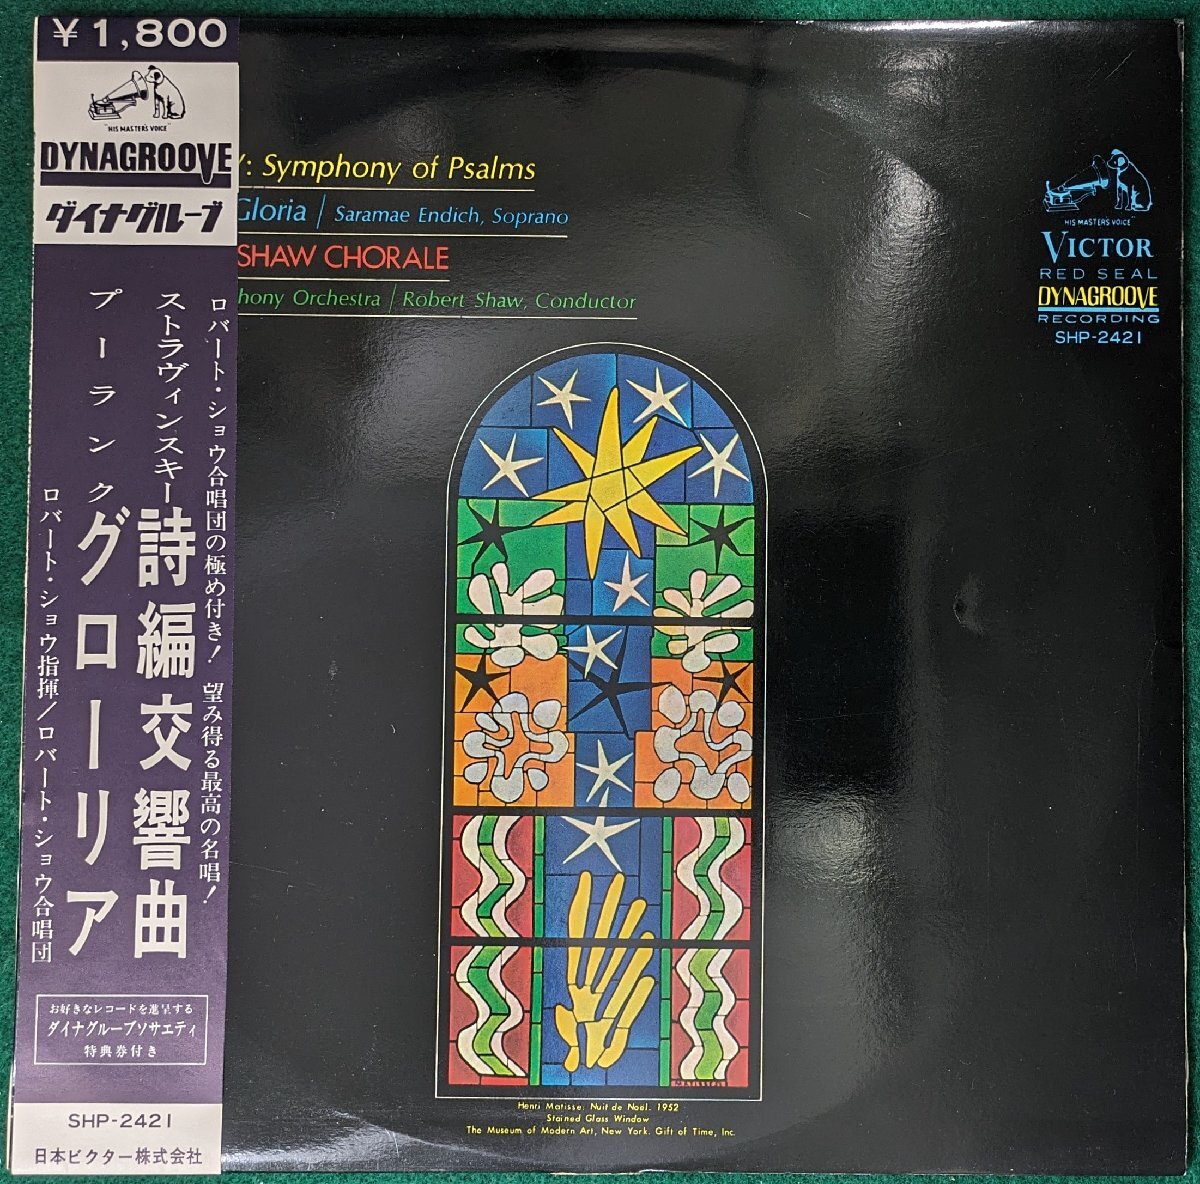 ¥1,800
"HIS MASTER'S VOICE"
DYNAGROOVE
ダイナグルーブ
ロバート・ショウ合唱団の極め付き！ 望み得る最高の名唱！
ストラヴィンスキー 詩編交響曲
プーランク グローリア
ロバート・ショウ指揮/ロバート・ショウ合唱団
お好きなレコードを進呈する
ダイナグルーブソサエティ
特典券付き
SHP-2421
日本ビクター株式会社
Y: Symphony of Psalms
Gloria / Saramae Endich, Soprano
SHAW CHORALE
hony Orchestra / Robert Shaw, Conductor
HIS MASTERS VOICE
VICTOR
RED SEAL
DYNAGROOVE
RECORDING
SHP-2421
MATISSE
Henri Matisse: Nuit de Noel. 1952
Stained Glass Window
The Museum of Modern Art, New York. Gift of Time, Inc.